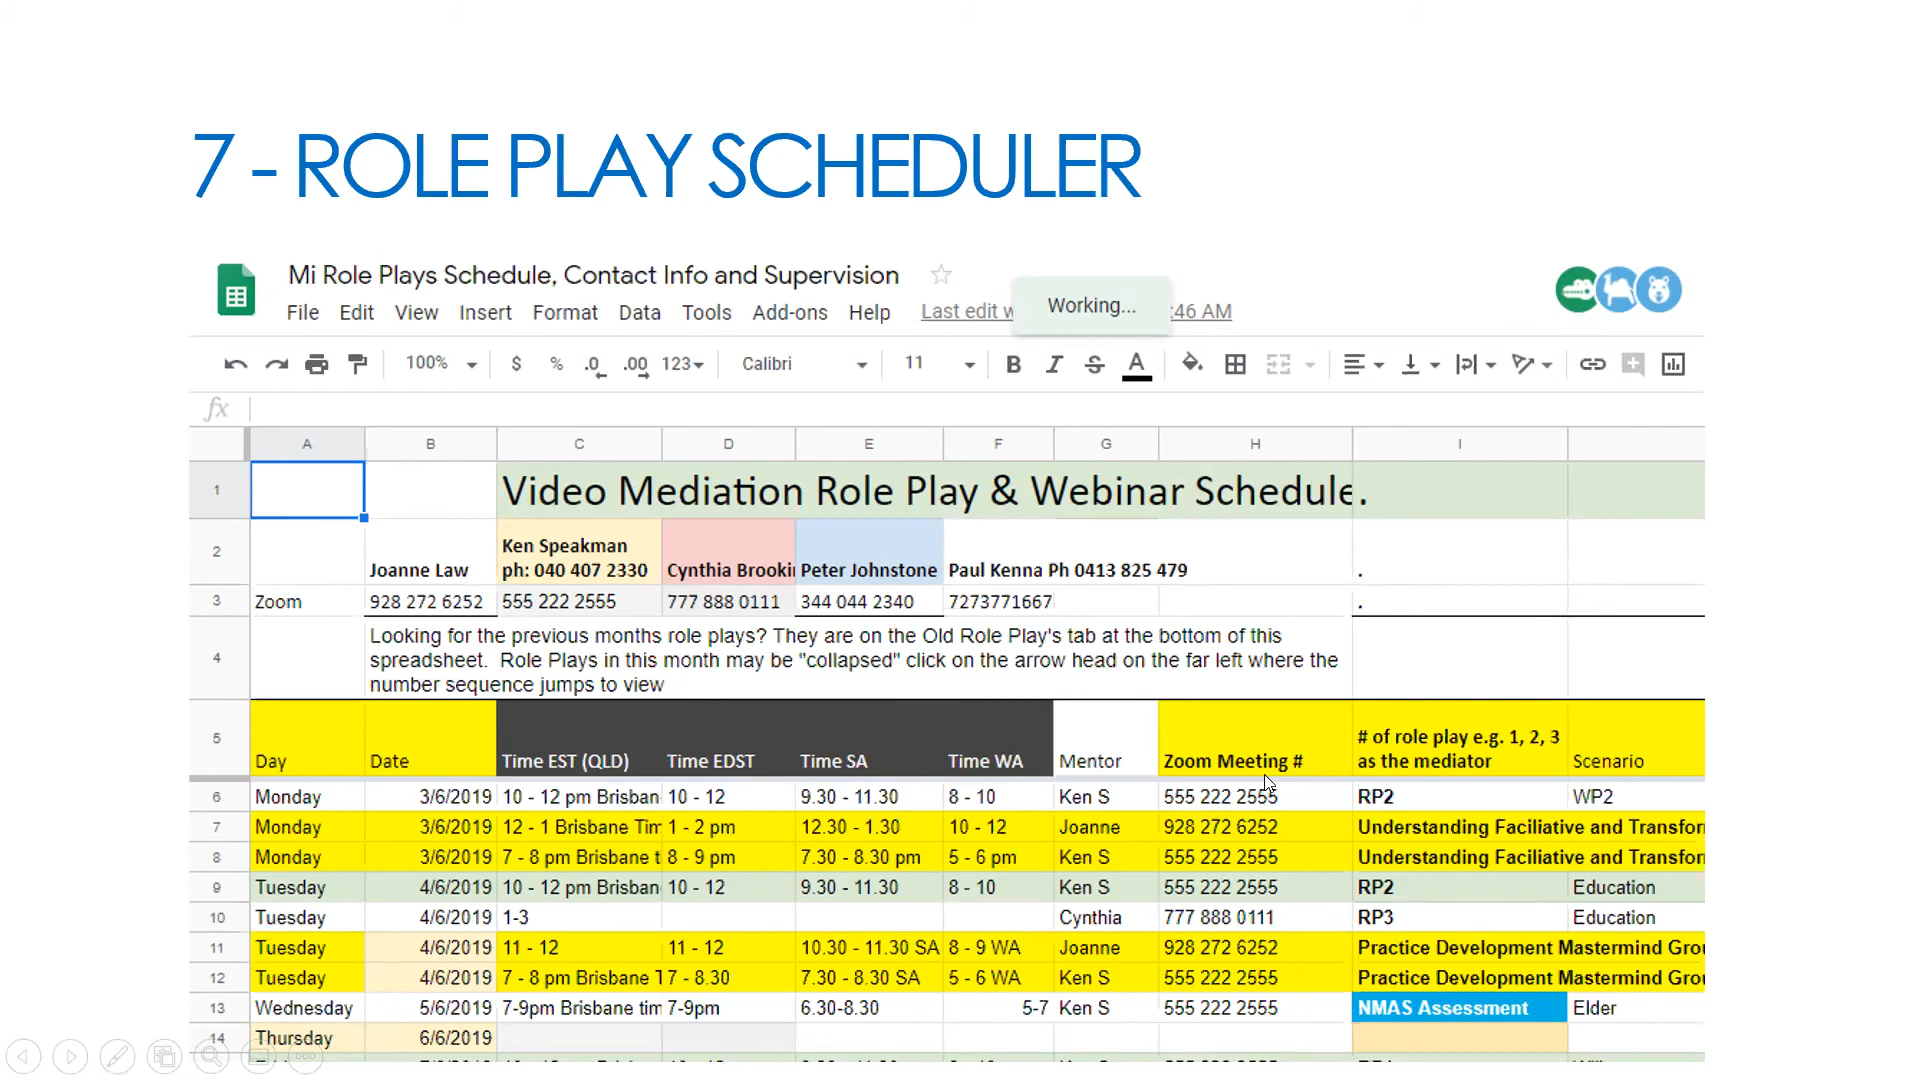 7 - ROLE PLAY SCHEDULER
Mi Role Plays Schedule, Contact Info and Supervision
File Edit View Insert Format Data Tools Add-ons Help Last edit w Working... :46 AM
100% $ % .0 .00 123 Calibri 11 B I S A
fx
A B C D E F G H I
1 Video Mediation Role Play & Webinar Schedule.
Ken Speakman
2 Joanne Law ph: 040 407 2330 Cynthia Brookin Peter Johnstone Paul Kenna Ph 0413 825 479 .
3 Zoom 928 272 6252 555 222 2555 777 888 0111 344 044 2340 7273771667 .
Looking for the previous months role plays? They are on the Old Role Play's tab at the bottom of this
4 spreadsheet. Role Plays in this month may be "collapsed" click on the arrow head on the far left where the
number sequence jumps to view
# of role play e.g. 1, 2, 3
5 Day Date Time EST (QLD) Time EDST Time SA Time WA Mentor Zoom Meeting # as the mediator Scenario
6 Monday 3/6/2019 10 - 12 pm Brisban 10 - 12 9.30 - 11.30 8 - 10 Ken S 555 222 2555 RP2 WP2
7 Monday 3/6/2019 12 - 1 Brisbane Tim 1 - 2 pm 12.30 - 1.30 10 - 12 Joanne 928 272 6252 Understanding Faciliative and Transfor
8 Monday 3/6/2019 7 - 8 pm Brisbane t 8 - 9 pm 7.30 - 8.30 pm 5 - 6 pm Ken S 555 222 2555 Understanding Faciliative and Transfor
9 Tuesday 4/6/2019 10 - 12 pm Brisban 10 - 12 9.30 - 11.30 8 - 10 Ken S 555 222 2555 RP2 Education
10 Tuesday 4/6/2019 1-3 Cynthia 777 888 0111 RP3 Education
11 Tuesday 4/6/2019 11 - 12 11 - 12 10.30 - 11.30 SA 8 - 9 WA Joanne 928 272 6252 Practice Development Mastermind Grou
12 Tuesday 4/6/2019 7 - 8 pm Brisbane T 7 - 8.30 7.30 - 8.30 SA 5 - 6 WA Ken S 555 222 2555 Practice Development Mastermind Grou
13 Wednesday 5/6/2019 7-9pm Brisbane tim 7-9pm 6.30-8.30 5-7 Ken S 555 222 2555 NMAS Assessment Elder
14 Thursday 6/6/2019